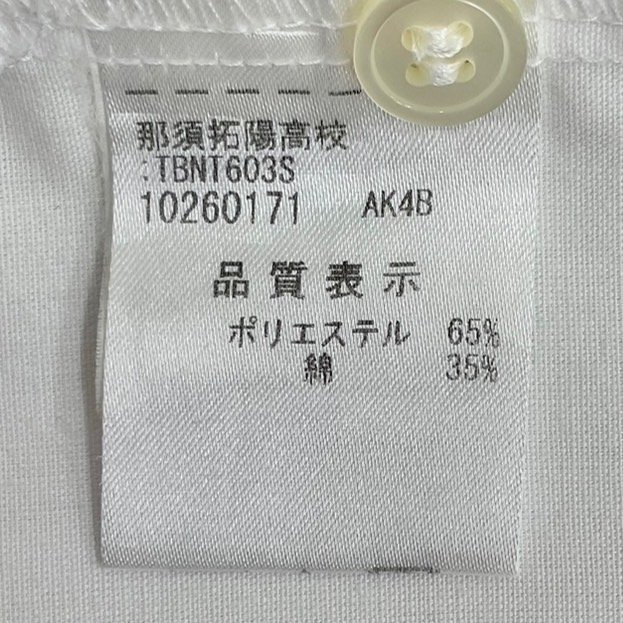 那須拓陽高校
:TBNT603S
10260171 AK4B
品質表示
ポリエステル 65%
綿 35%